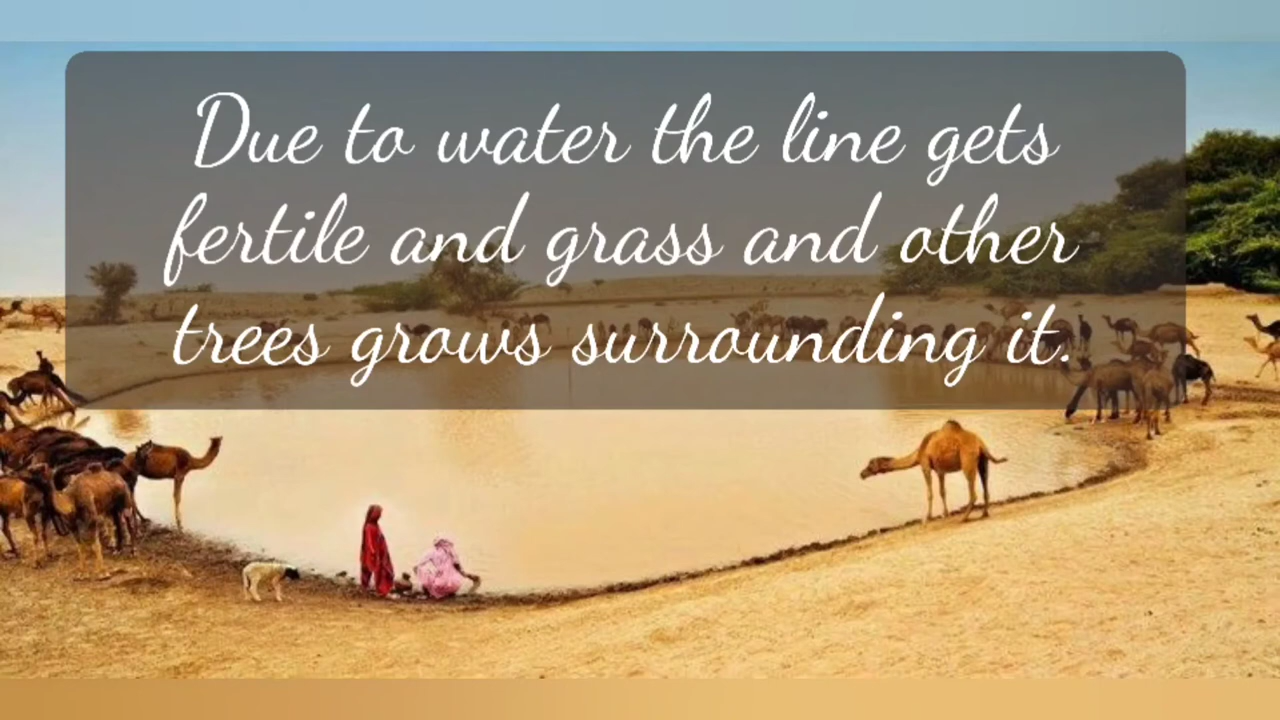 Due to water the line gets
fertile and grass and other
trees grows surrounding it.